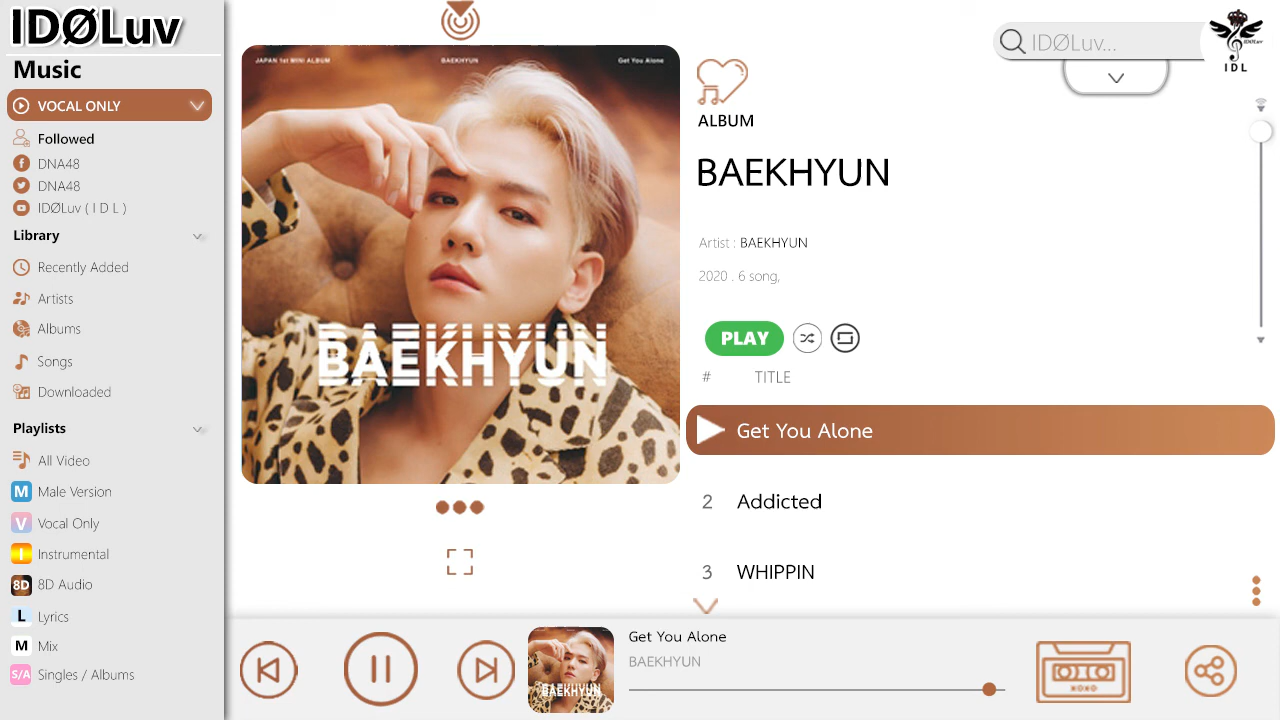 IDØLuv
Music
VOCAL ONLY
Followed
DNA48
DNA48
IDØLuv ( I D L )
Library
Recently Added
Artists
Albums
Songs
Downloaded
Playlists
All Video
M Male Version
V Vocal Only
I Instrumental
8D 8D Audio
L Lyrics
M Mix
S/A Singles / Albums
JAPAN 1st MINI ALBUM BAEKHYUN Get You Alone
BAEKHYUN
IDØLuv...
IDØLuv
I D L
ALBUM
BAEKHYUN
Artist : BAEKHYUN
2020 . 6 song,
PLAY
# TITLE
Get You Alone
2 Addicted
3 WHIPPIN
BAEKHYUN
Get You Alone
BAEKHYUN
XOXO